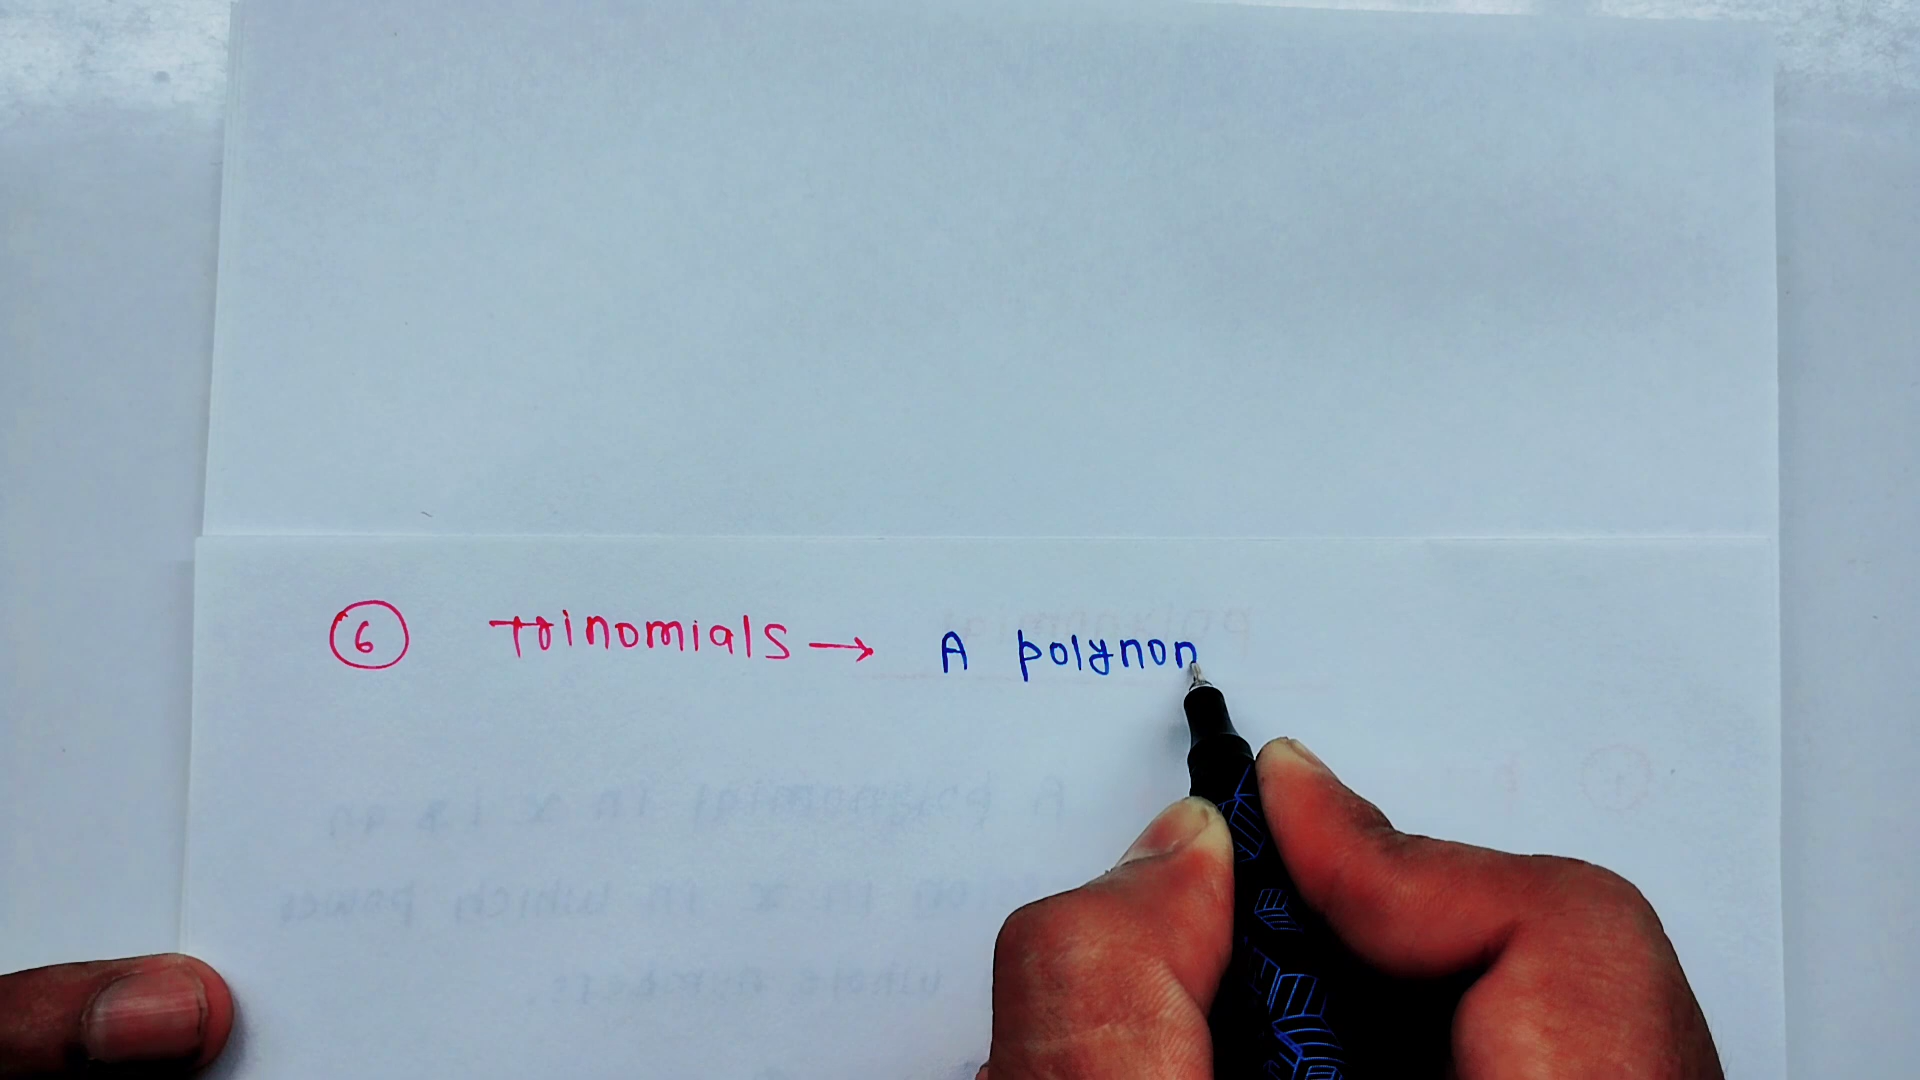 ⑥ Trinomials → A polynon